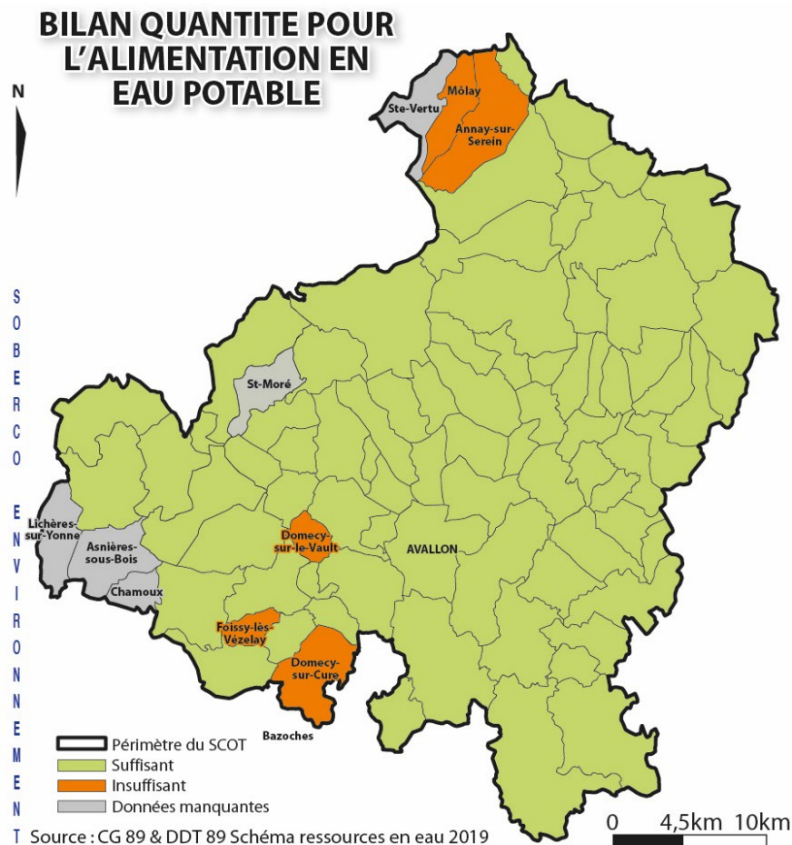 BILAN QUANTITE POUR
L'ALIMENTATION EN
EAU POTABLE
N
Ste-Vertu
Môlay
Annay-sur-
Serein
St-Moré
Lichères-
sur-Yonne
Asnières-
sous-Bois
Chamoux
Domecy-
sur-le-Vault
AVALLON
Foissy-lès-
Vézelay
Domecy-
sur-Cure
Bazoches
SOBERCO ENVIRONNEMENT
Périmètre du SCOT
Suffisant
Insuffisant
Données manquantes
Source : CG 89 & DDT 89 Schéma ressources en eau 2019
0 4,5km 10km